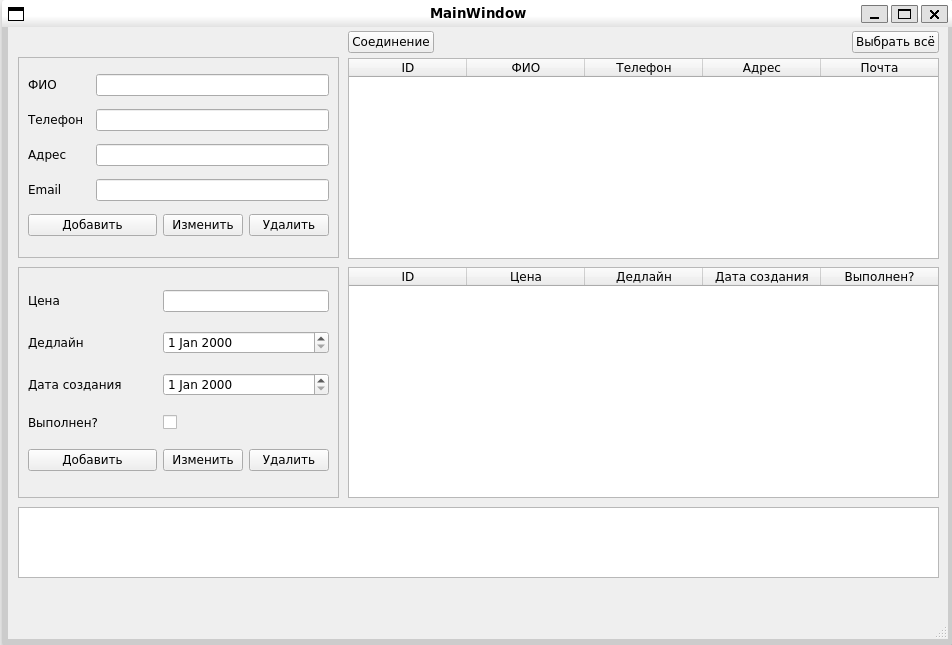 MainWindow
Соединение Выбрать всё
ID ФИО Телефон Адрес Почта
ФИО
Телефон
Адрес
Email
Добавить Изменить Удалить
ID Цена Дедлайн Дата создания Выполнен?
Цена
Дедлайн 1 Jan 2000
Дата создания 1 Jan 2000
Выполнен?
Добавить Изменить Удалить